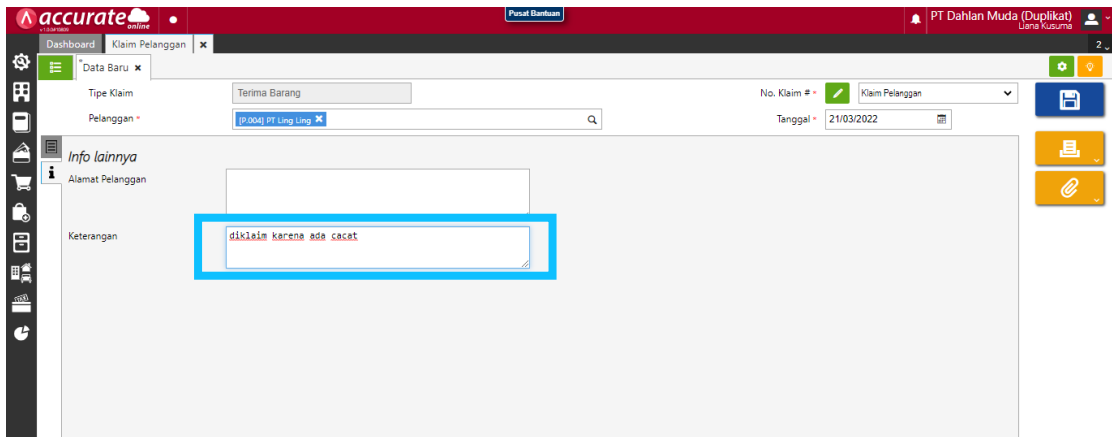 accurate
online
Pusat Bantuan
PT Dahlan Muda (Duplikat)
Liana Kusuma
Dashboard
Klaim Pelanggan
2
*Data Baru
Tipe Klaim
Terima Barang
No. Klaim # *
Klaim Pelanggan
Pelanggan *
[P.004] PT Ling Ling
Tanggal *
21/03/2022
Info lainnya
Alamat Pelanggan
Keterangan
diklaim karena ada cacat